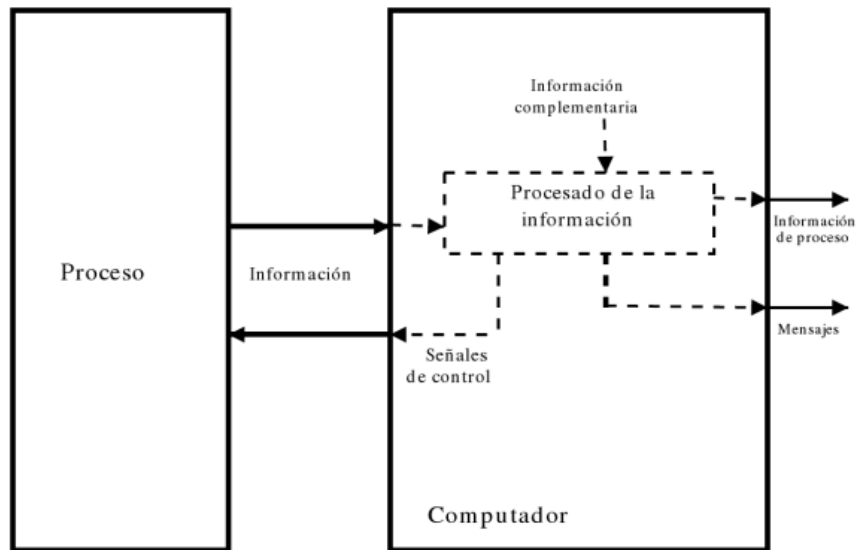 Información
complementaria
Procesado de la
información
Información
de proceso
Proceso
Información
Mensajes
Señales
de control
Computador